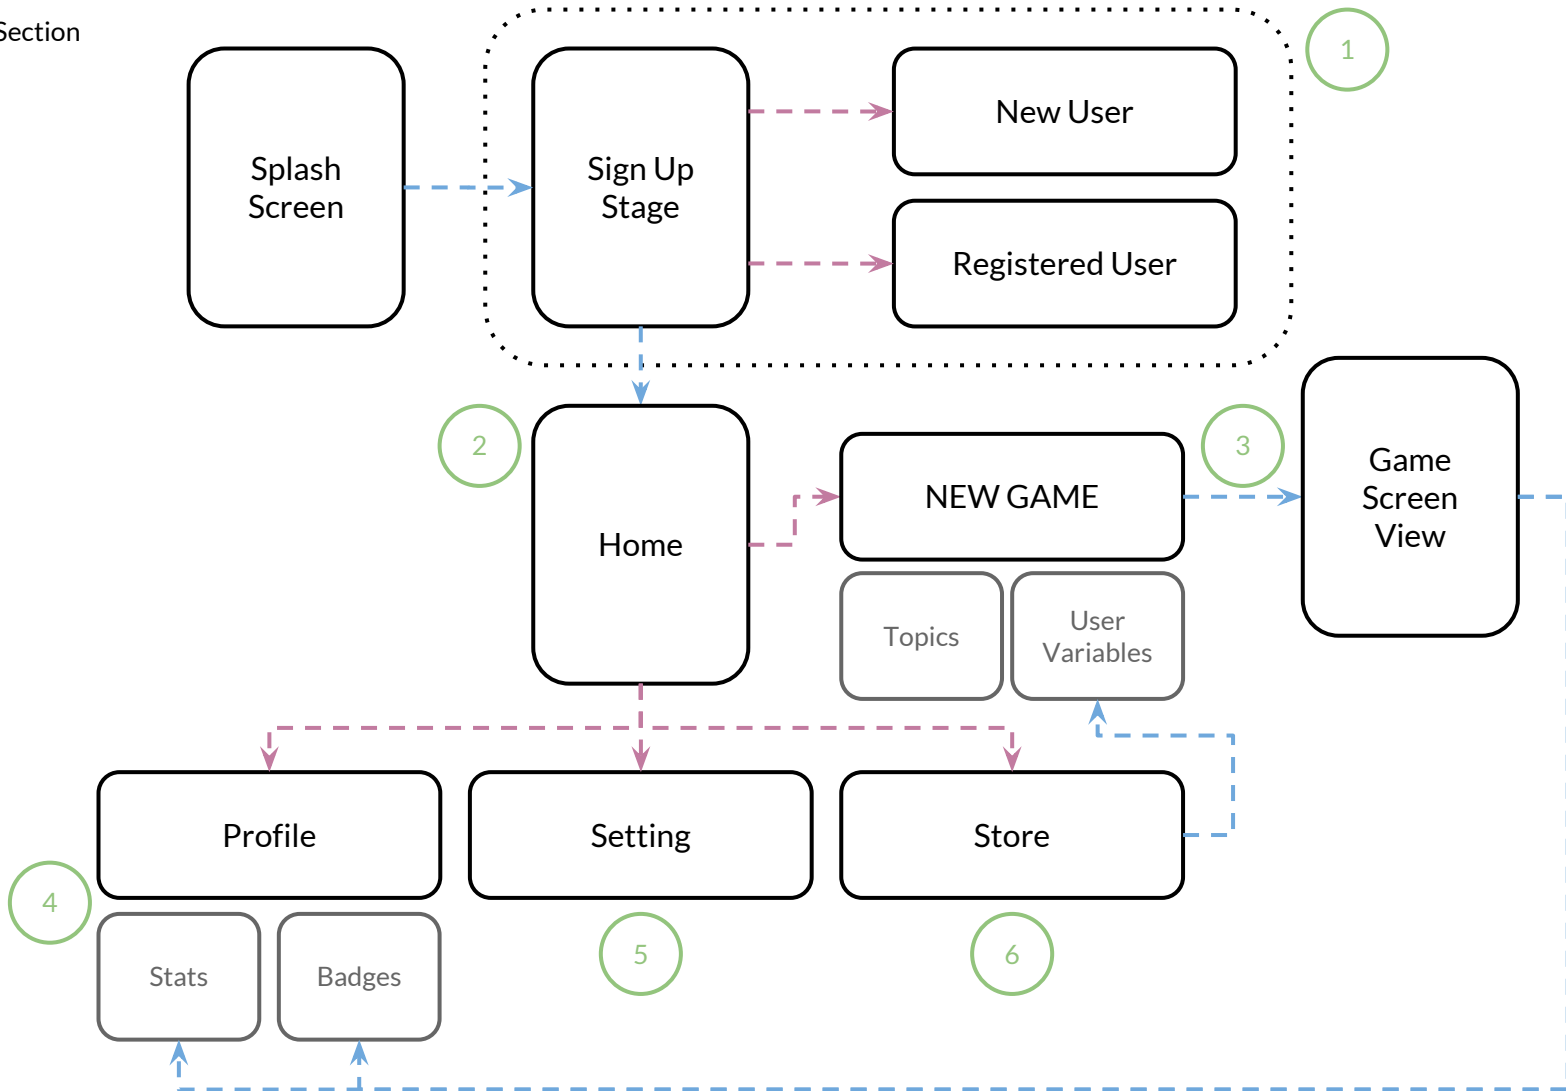 Section
1
Splash
Screen
Sign Up
Stage
New User
Registered User
2
Home
NEW GAME
3
Game
Screen
View
Topics
User
Variables
Profile
Setting
Store
4
Stats
Badges
5
6